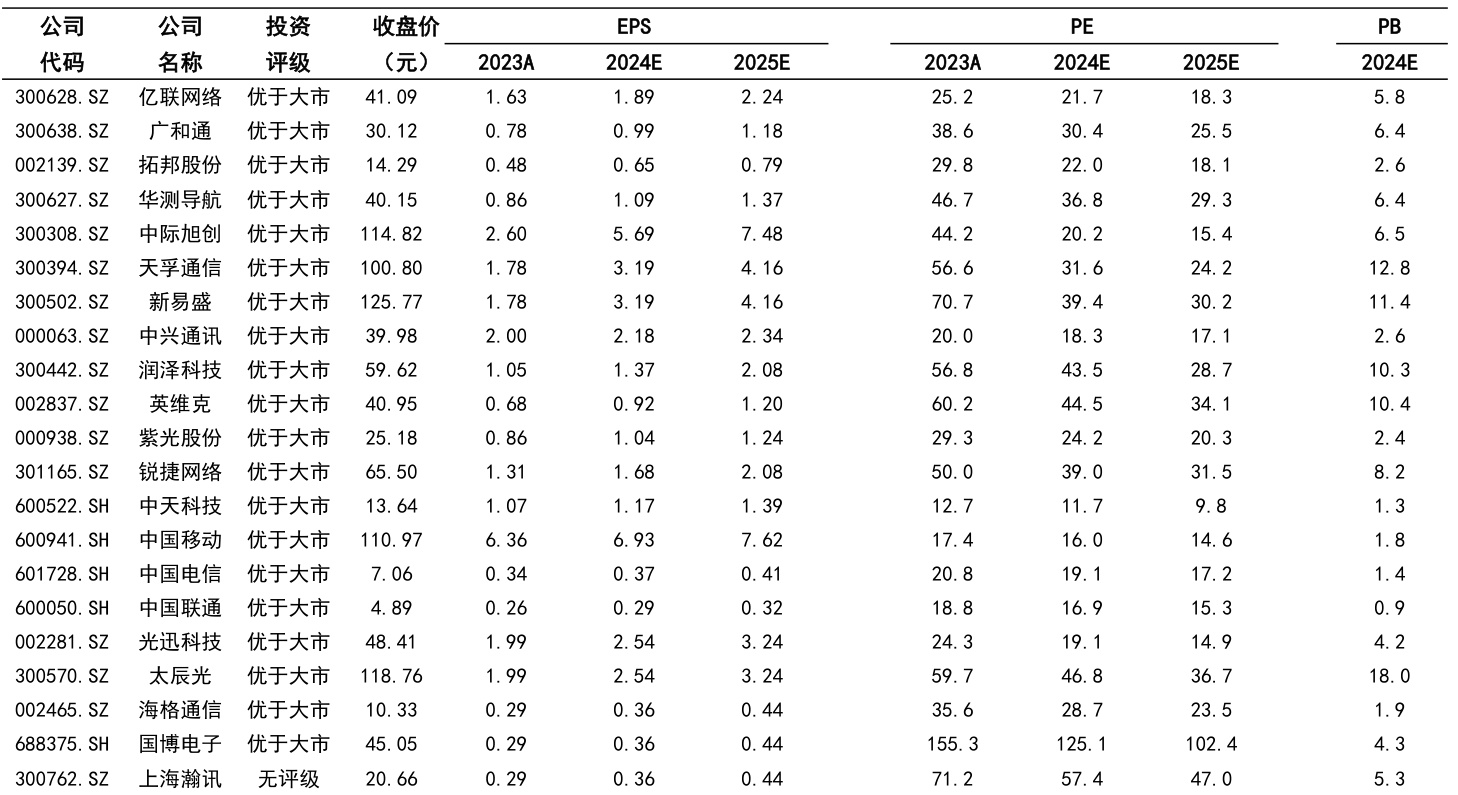 公司 公司 投资 收盘价 EPS PE PB
代码 名称 评级 （元） 2023A 2024E 2025E 2023A 2024E 2025E 2024E
300628.SZ 亿联网络 优于大市 41.09 1.63 1.89 2.24 25.2 21.7 18.3 5.8
300638.SZ 广和通 优于大市 30.12 0.78 0.99 1.18 38.6 30.4 25.5 6.4
002139.SZ 拓邦股份 优于大市 14.29 0.48 0.65 0.79 29.8 22.0 18.1 2.6
300627.SZ 华测导航 优于大市 40.15 0.86 1.09 1.37 46.7 36.8 29.3 6.4
300308.SZ 中际旭创 优于大市 114.82 2.60 5.69 7.48 44.2 20.2 15.4 6.5
300394.SZ 天孚通信 优于大市 100.80 1.78 3.19 4.16 56.6 31.6 24.2 12.8
300502.SZ 新易盛 优于大市 125.77 1.78 3.19 4.16 70.7 39.4 30.2 11.4
000063.SZ 中兴通讯 优于大市 39.98 2.00 2.18 2.34 20.0 18.3 17.1 2.6
300442.SZ 润泽科技 优于大市 59.62 1.05 1.37 2.08 56.8 43.5 28.7 10.3
002837.SZ 英维克 优于大市 40.95 0.68 0.92 1.20 60.2 44.5 34.1 10.4
000938.SZ 紫光股份 优于大市 25.18 0.86 1.04 1.24 29.3 24.2 20.3 2.4
301165.SZ 锐捷网络 优于大市 65.50 1.31 1.68 2.08 50.0 39.0 31.5 8.2
600522.SH 中天科技 优于大市 13.64 1.07 1.17 1.39 12.7 11.7 9.8 1.3
600941.SH 中国移动 优于大市 110.97 6.36 6.93 7.62 17.4 16.0 14.6 1.8
601728.SH 中国电信 优于大市 7.06 0.34 0.37 0.41 20.8 19.1 17.2 1.4
600050.SH 中国联通 优于大市 4.89 0.26 0.29 0.32 18.8 16.9 15.3 0.9
002281.SZ 光迅科技 优于大市 48.41 1.99 2.54 3.24 24.3 19.1 14.9 4.2
300570.SZ 太辰光 优于大市 118.76 1.99 2.54 3.24 59.7 46.8 36.7 18.0
002465.SZ 海格通信 优于大市 10.33 0.29 0.36 0.44 35.6 28.7 23.5 1.9
688375.SH 国博电子 优于大市 45.05 0.29 0.36 0.44 155.3 125.1 102.4 4.3
300762.SZ 上海瀚讯 无评级 20.66 0.29 0.36 0.44 71.2 57.4 47.0 5.3